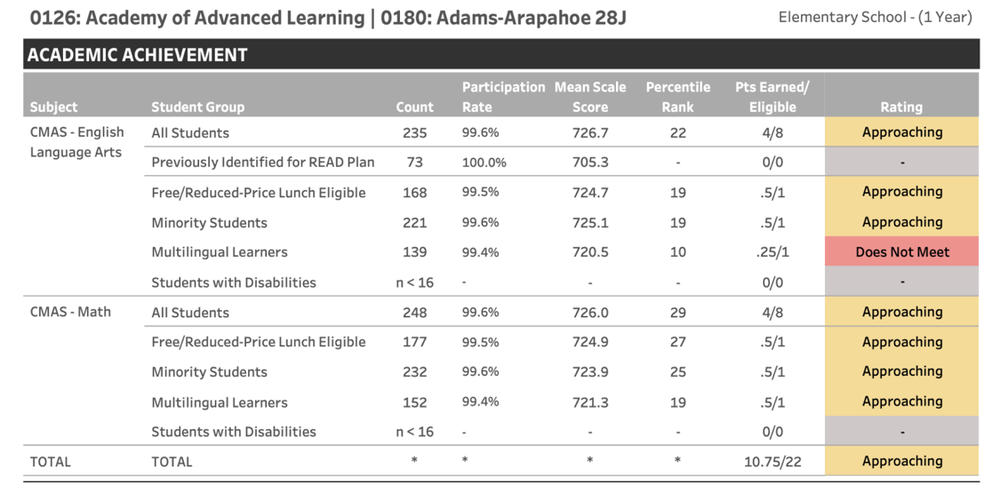 0126: Academy of Advanced Learning | 0180: Adams-Arapahoe 28J Elementary School - (1 Year)
ACADEMIC ACHIEVEMENT
Subject Student Group Count Participation Rate Mean Scale Score Percentile Rank Pts Earned/ Eligible Rating
CMAS - English Language Arts All Students 235 99.6% 726.7 22 4/8 Approaching
Previously Identified for READ Plan 73 100.0% 705.3 - 0/0 -
Free/Reduced-Price Lunch Eligible 168 99.5% 724.7 19 .5/1 Approaching
Minority Students 221 99.6% 725.1 19 .5/1 Approaching
Multilingual Learners 139 99.4% 720.5 10 .25/1 Does Not Meet
Students with Disabilities n < 16 - - - 0/0 -
CMAS - Math All Students 248 99.6% 726.0 29 4/8 Approaching
Free/Reduced-Price Lunch Eligible 177 99.5% 724.9 27 .5/1 Approaching
Minority Students 232 99.6% 723.9 25 .5/1 Approaching
Multilingual Learners 152 99.4% 721.3 19 .5/1 Approaching
Students with Disabilities n < 16 - - - 0/0 -
TOTAL TOTAL * * * * 10.75/22 Approaching